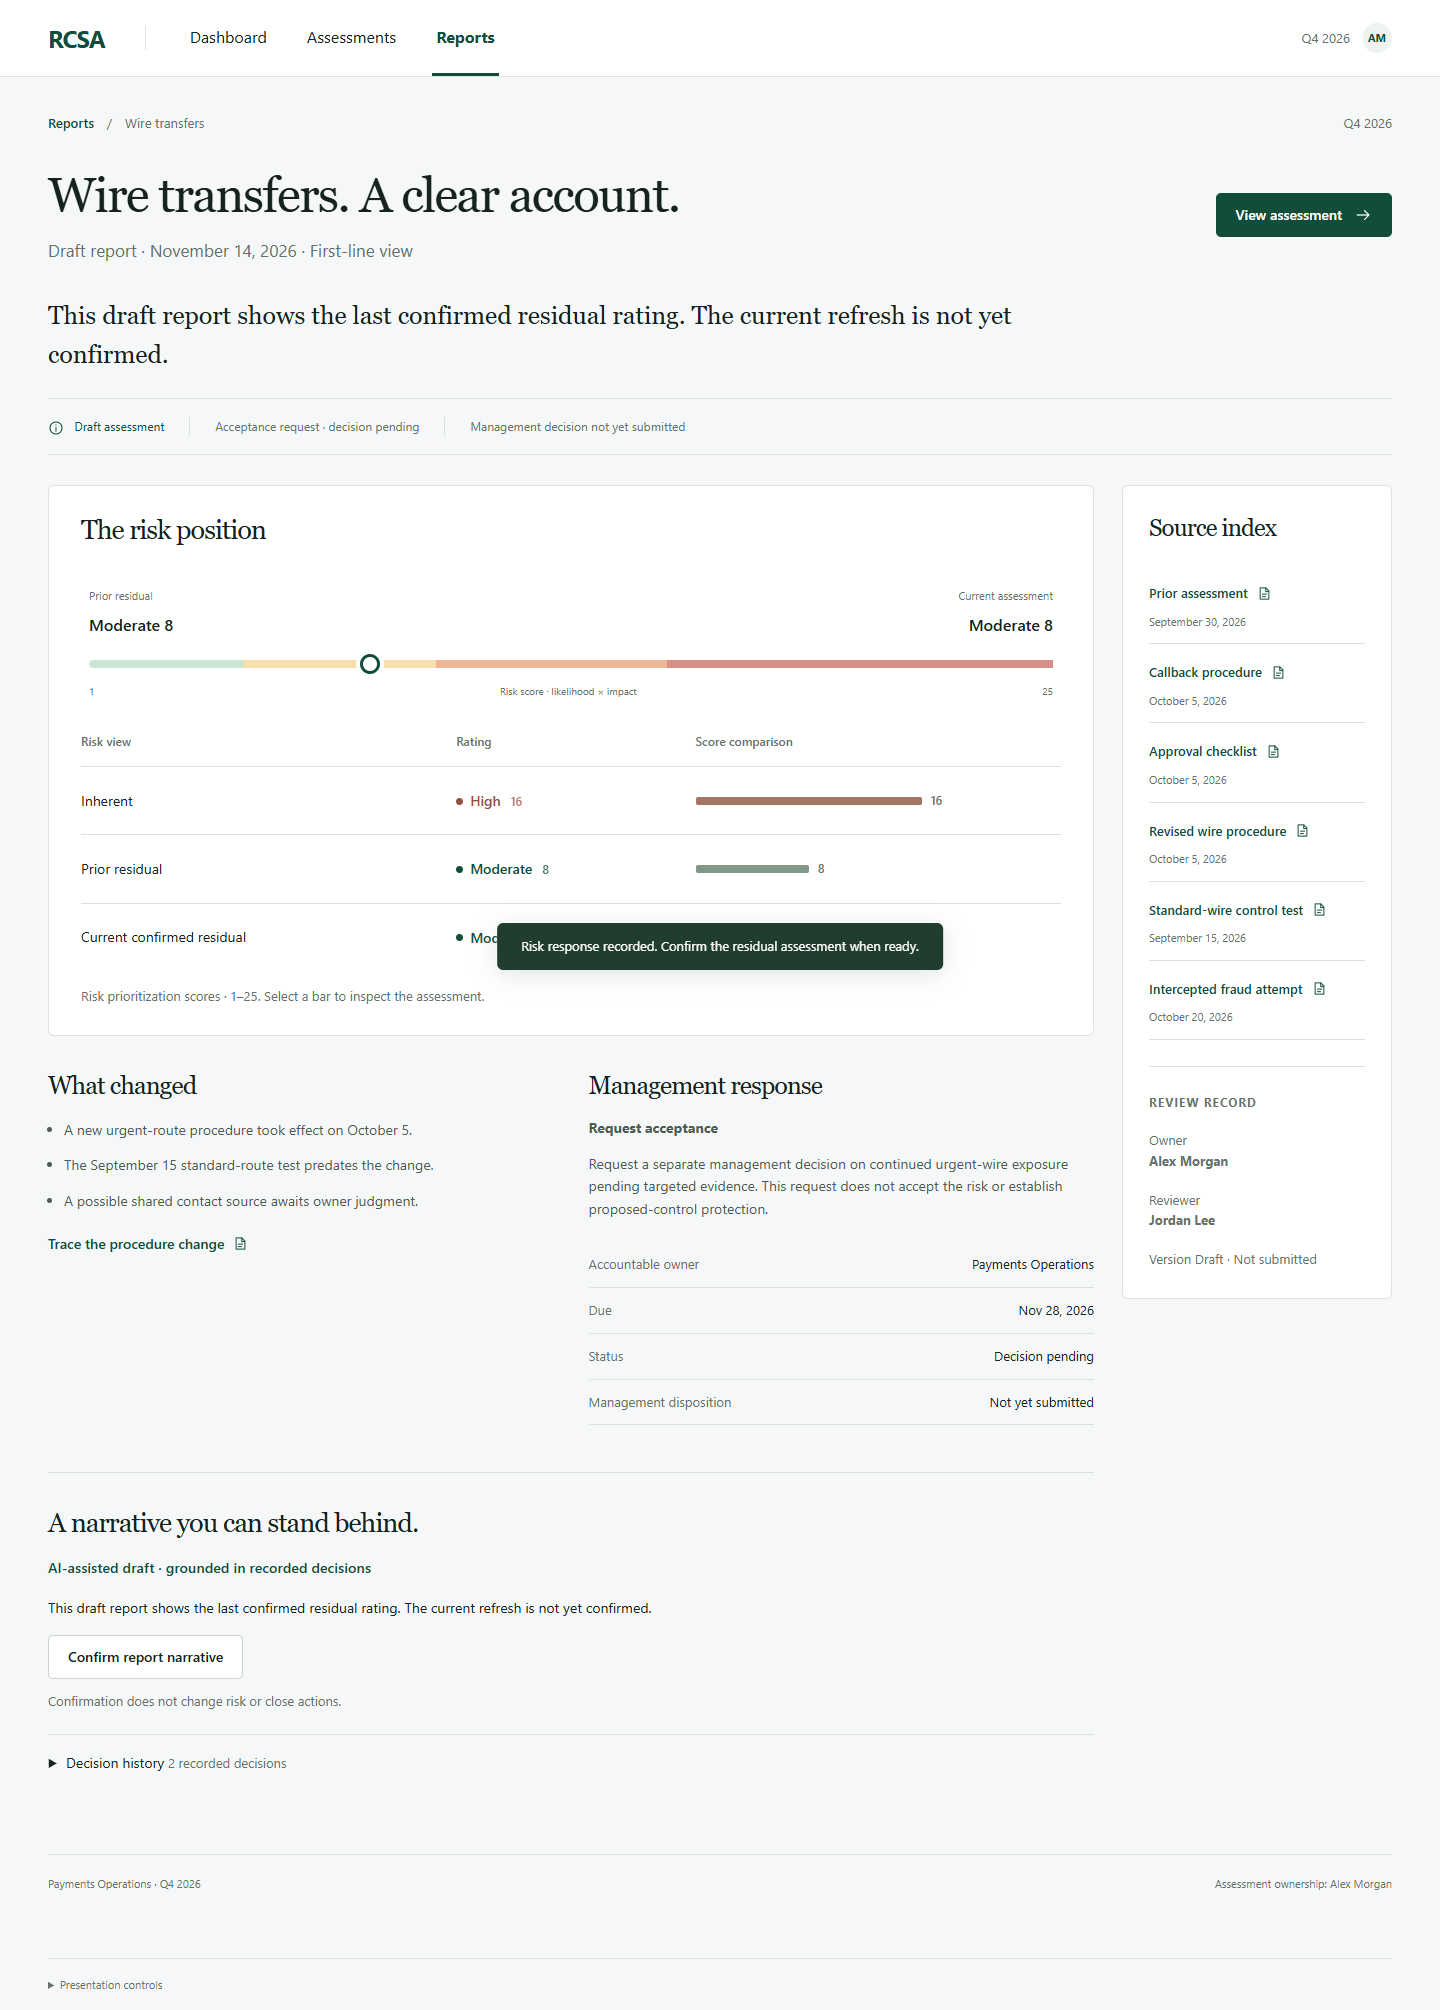 RCSA
Dashboard
Assessments
Reports
Q4 2026
AM
Reports / Wire transfers
Q4 2026
Wire transfers. A clear account.
View assessment
Draft report · November 14, 2026 · First-line view
This draft report shows the last confirmed residual rating. The current refresh is not yet
confirmed.
Draft assessment
Acceptance request · decision pending
Management decision not yet submitted
The risk position
Prior residual
Current assessment
Moderate 8
Moderate 8
1
Risk score · likelihood × impact
25
Risk view
Rating
Score comparison
Inherent
High 16
16
Prior residual
Moderate 8
8
Current confirmed residual
Risk response recorded. Confirm the residual assessment when ready.
Risk prioritization scores · 1–25. Select a bar to inspect the assessment.
Source index
Prior assessment
September 30, 2026
Callback procedure
October 5, 2026
Approval checklist
October 5, 2026
Revised wire procedure
October 5, 2026
Standard-wire control test
September 15, 2026
Intercepted fraud attempt
October 20, 2026
REVIEW RECORD
Owner
Alex Morgan
Reviewer
Jordan Lee
Version Draft · Not submitted
What changed
A new urgent-route procedure took effect on October 5.
The September 15 standard-route test predates the change.
A possible shared contact source awaits owner judgment.
Trace the procedure change
Management response
Request acceptance
Request a separate management decision on continued urgent-wire exposure
pending targeted evidence. This request does not accept the risk or establish
proposed-control protection.
Accountable owner
Payments Operations
Due
Nov 28, 2026
Status
Decision pending
Management disposition
Not yet submitted
A narrative you can stand behind.
AI-assisted draft · grounded in recorded decisions
This draft report shows the last confirmed residual rating. The current refresh is not yet confirmed.
Confirm report narrative
Confirmation does not change risk or close actions.
Decision history 2 recorded decisions
Payments Operations · Q4 2026
Assessment ownership: Alex Morgan
Presentation controls